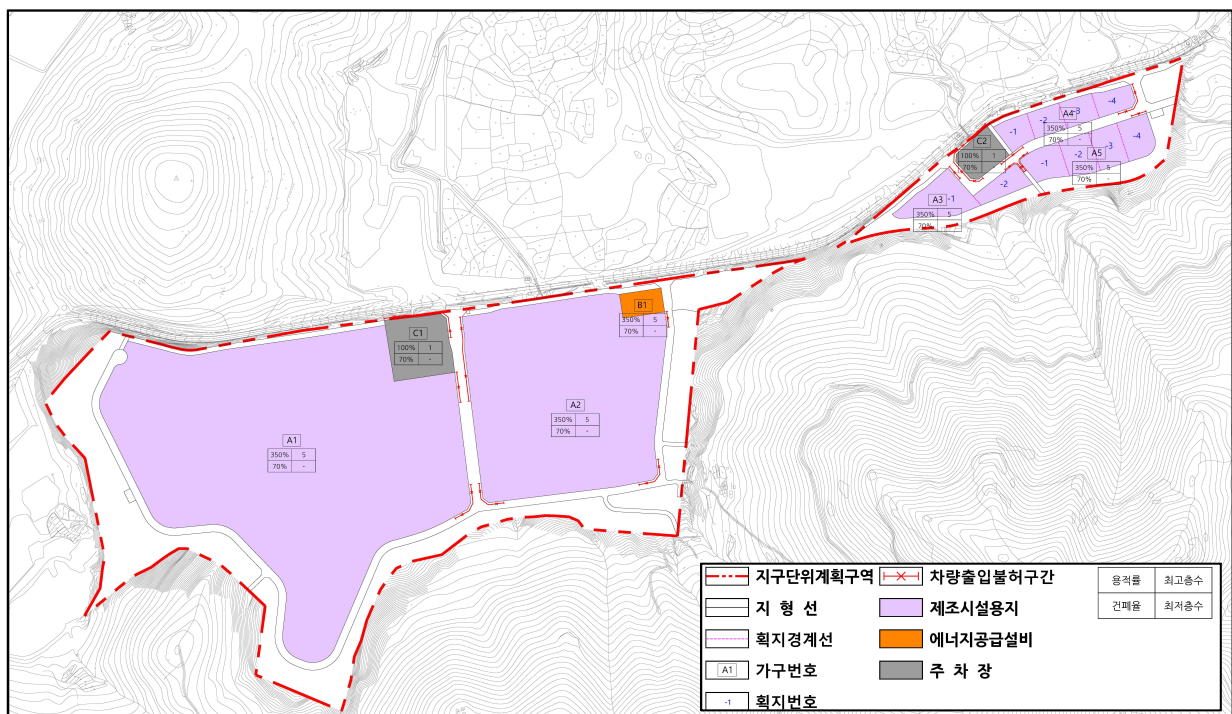 A4
-1
-2
-3
-4
350% 5
70% -
C2
100% 1
70% -
A5
-1
-2
-3
-4
350% 5
70% -
A3
-1
-2
350% 5
70% -
B1
350% 5
70% -
C1
100% 1
70% -
A2
350% 5
70% -
A1
350% 5
70% -
지구단위계획구역
차량출입불허구간
용적률 최고층수
지 형 선
제조시설용지
건폐율 최저층수
획지경계선
에너지공급설비
A1 가구번호
주 차 장
-1 획지번호